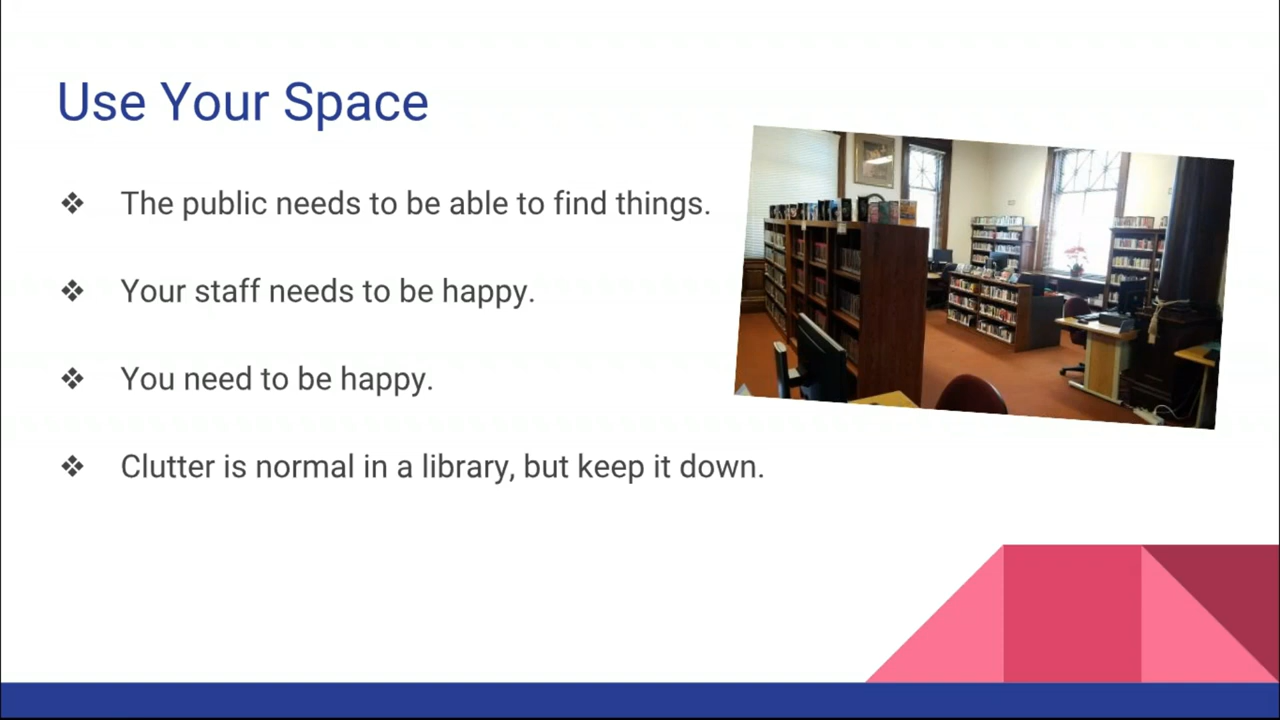 Use Your Space
❖ The public needs to be able to find things.
❖ Your staff needs to be happy.
❖ You need to be happy.
❖ Clutter is normal in a library, but keep it down.